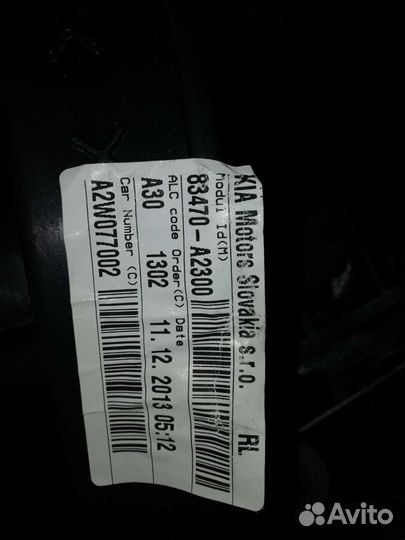 KIA Motors Slovakia s.r.o. RL
Modul Id(M)
83470-A2300
ALC code Order(C) Date
A30 1302 11.12.2013 05:12
Car Number (C)
A2W077002
Avito